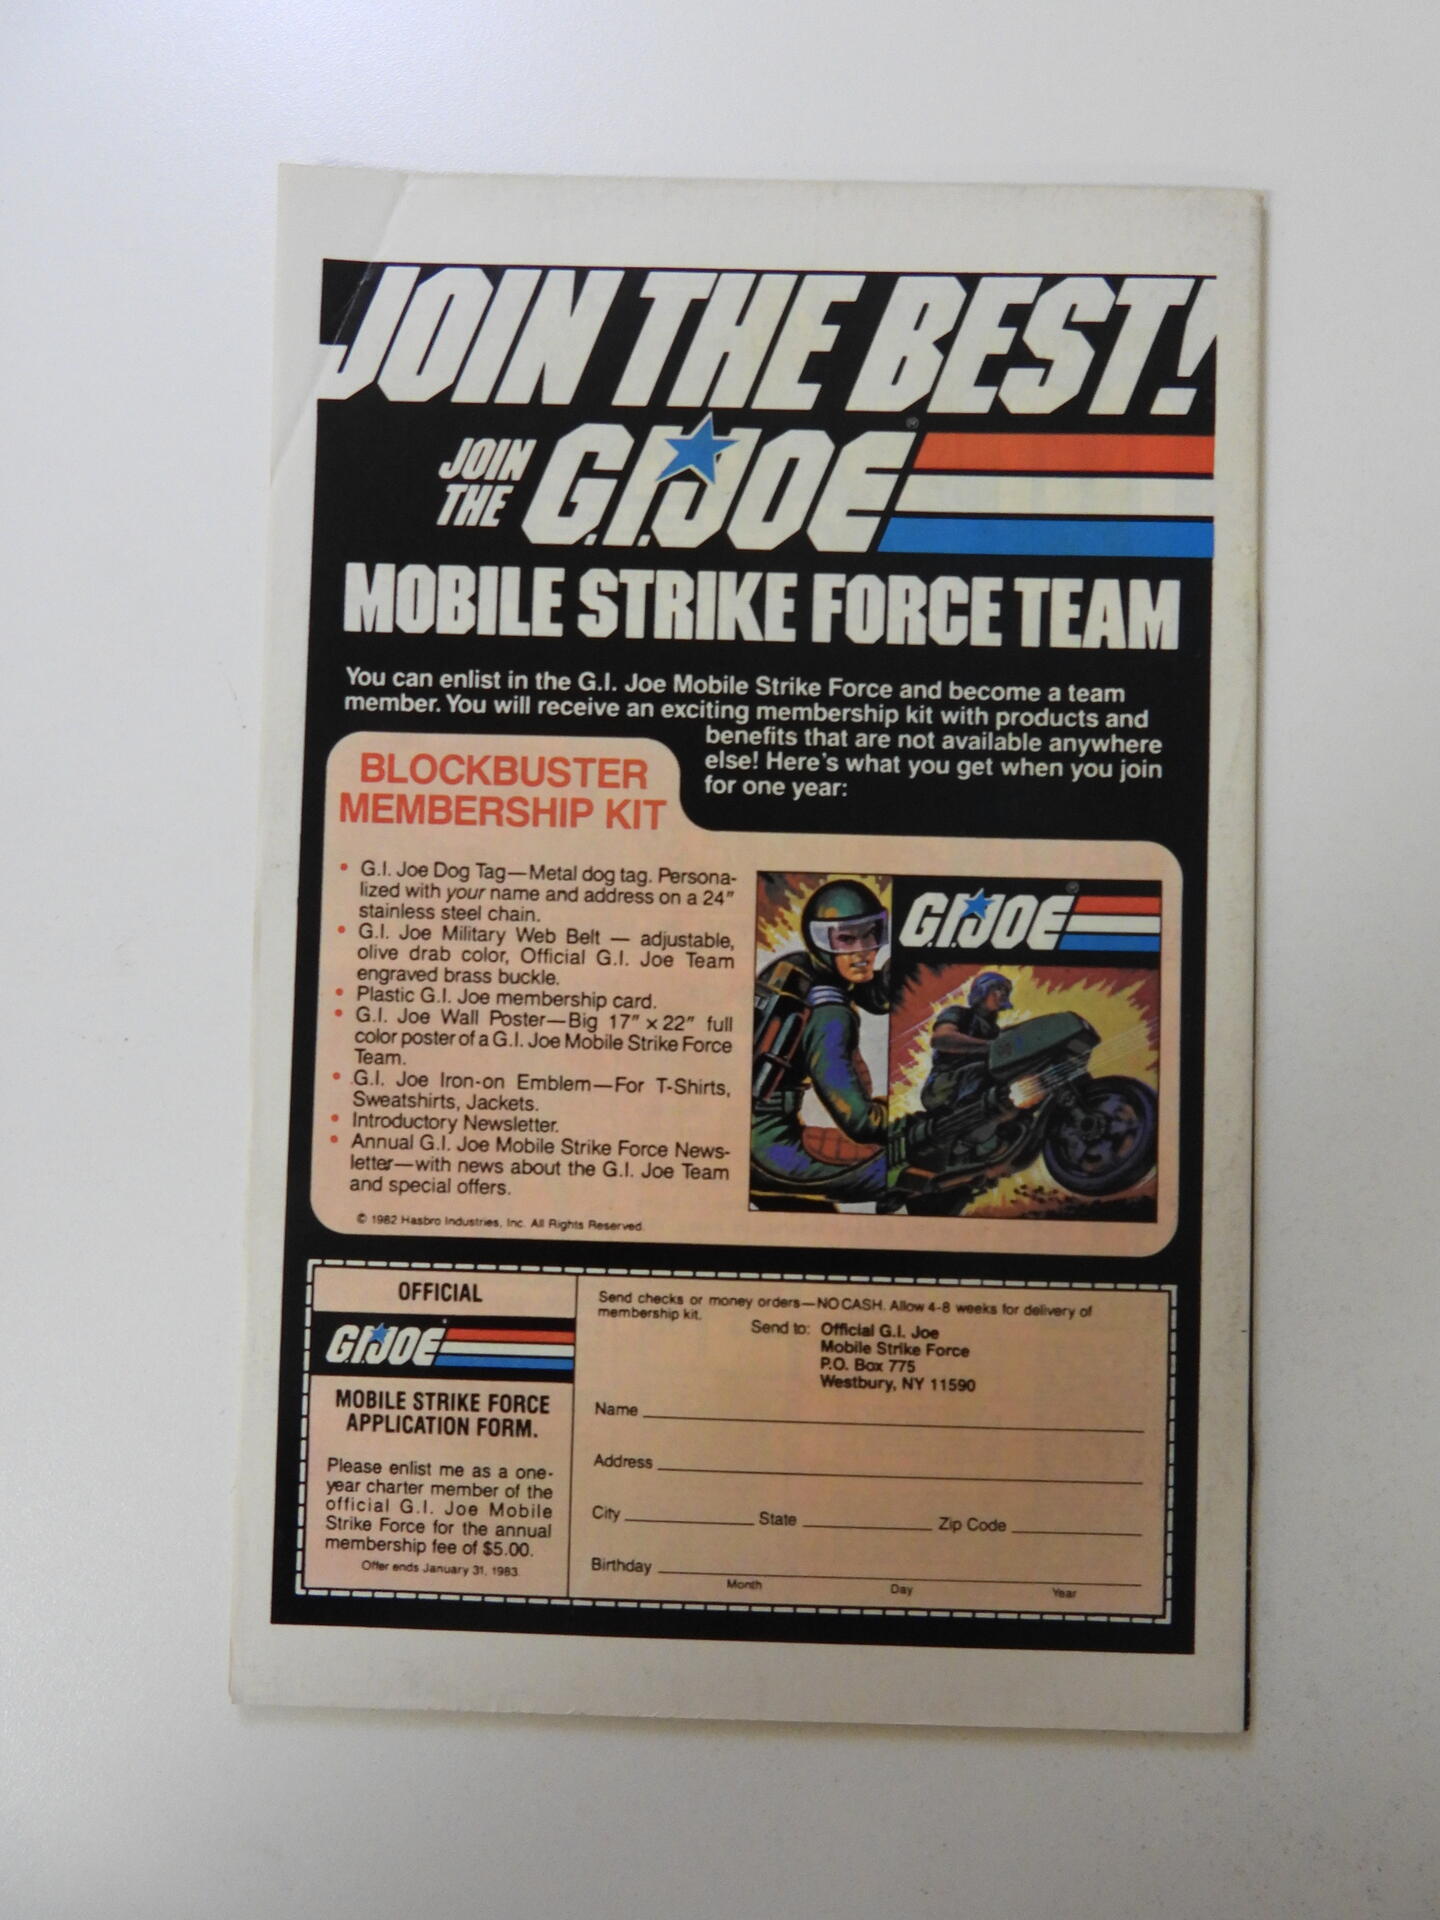 JOIN THE BEST!
JOIN
THE
G.I. JOE®
MOBILE STRIKE FORCE TEAM
You can enlist in the G.I. Joe Mobile Strike Force and become a team
member. You will receive an exciting membership kit with products and
benefits that are not available anywhere
else! Here's what you get when you join
for one year:
BLOCKBUSTER
MEMBERSHIP KIT
• G.I. Joe Dog Tag—Metal dog tag. Persona-
lized with your name and address on a 24"
stainless steel chain.
• G.I. Joe Military Web Belt — adjustable,
olive drab color, Official G.I. Joe Team
engraved brass buckle.
• Plastic G.I. Joe membership card.
• G.I. Joe Wall Poster—Big 17" x 22" full
color poster of a G.I. Joe Mobile Strike Force
Team.
• G.I. Joe Iron-on Emblem—For T-Shirts,
Sweatshirts, Jackets.
• Introductory Newsletter.
• Annual G.I. Joe Mobile Strike Force News-
letter—with news about the G.I. Joe Team
and special offers.
© 1982 Hasbro Industries, Inc. All Rights Reserved.
G.I. JOE®
OFFICIAL
G.I. JOE
MOBILE STRIKE FORCE
APPLICATION FORM.
Please enlist me as a one-
year charter member of the
official G.I. Joe Mobile
Strike Force for the annual
membership fee of $5.00.
Offer ends January 31, 1983.
Send checks or money orders—NO CASH. Allow 4-8 weeks for delivery of
membership kit.
Send to: Official G.I. Joe
Mobile Strike Force
P.O. Box 775
Westbury, NY 11590
Name
Address
City State Zip Code
Birthday
Month Day Year